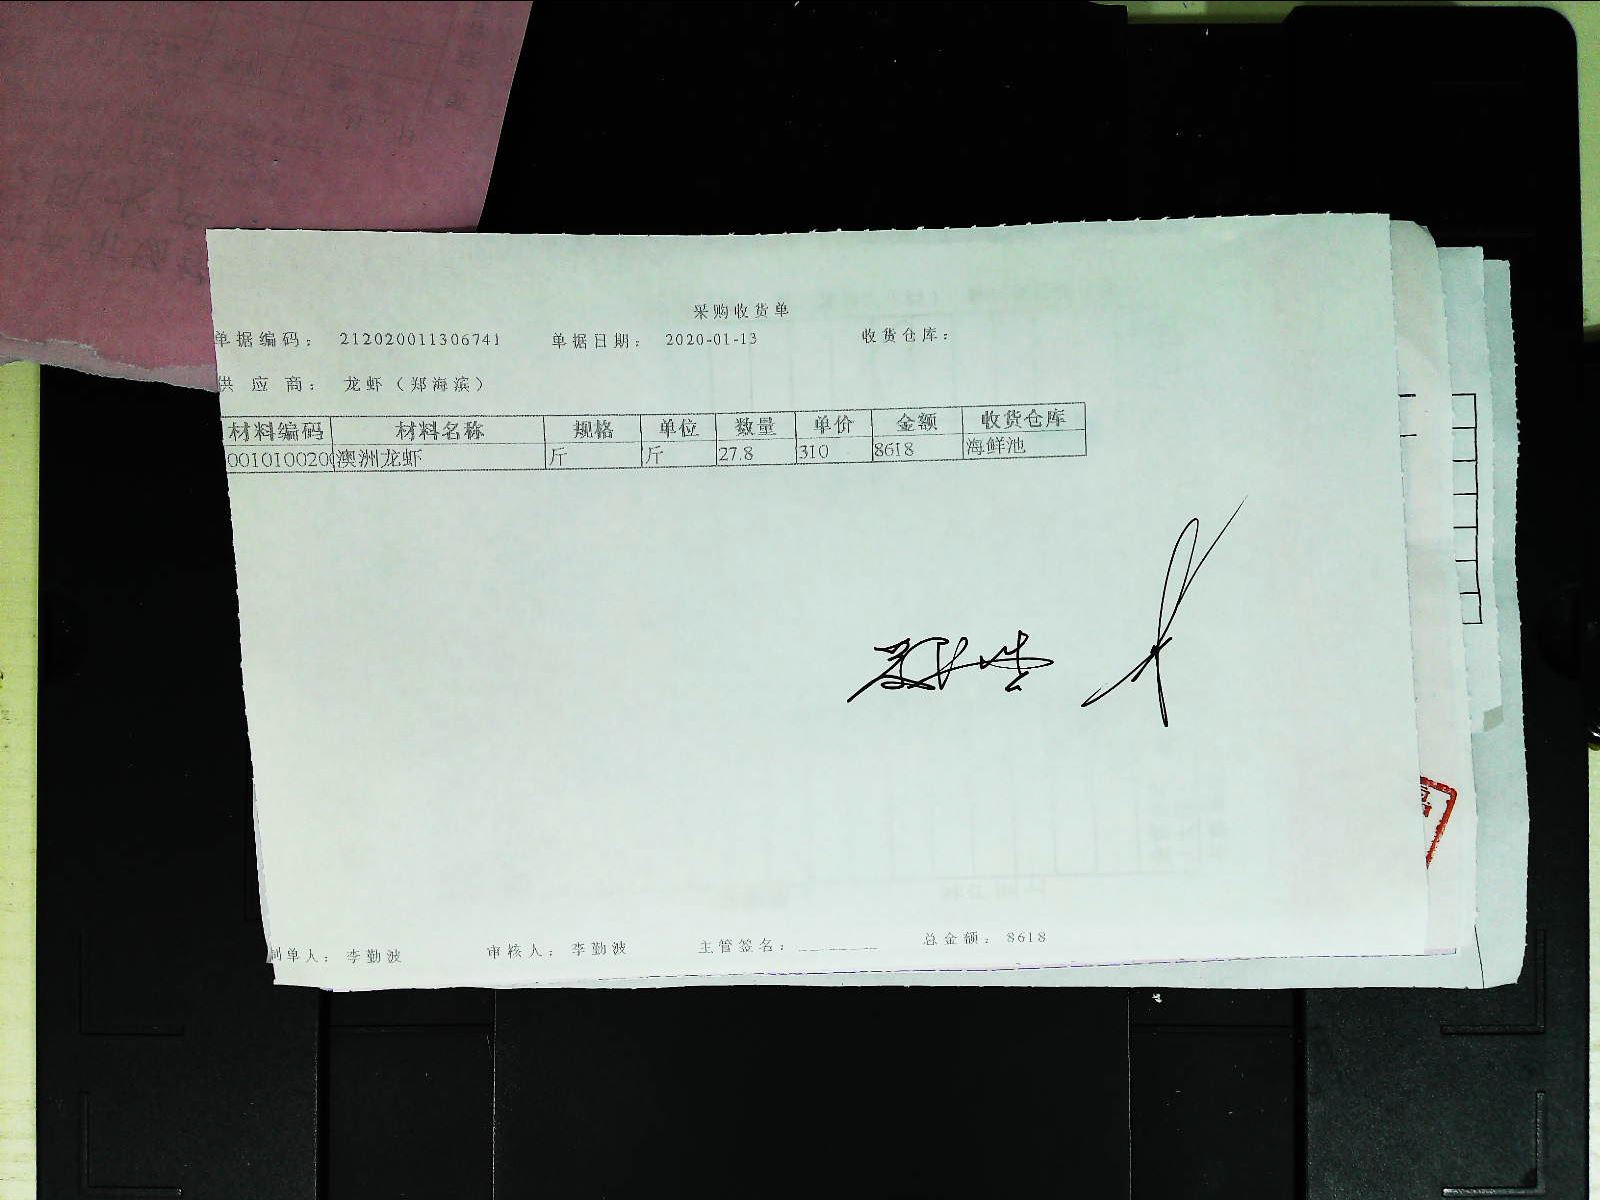 采购收货单
单据编码： 212020011306741 单据日期： 2020-01-13 收货仓库：
供 应 商： 龙虾（郑海滨）
材料编码 材料名称 规格 单位 数量 单价 金额 收货仓库
0010100200 澳洲龙虾 斤 斤 27.8 310 8618 海鲜池
制单人： 李勤波 审核人： 李勤波 主管签名： 总金额： 8618